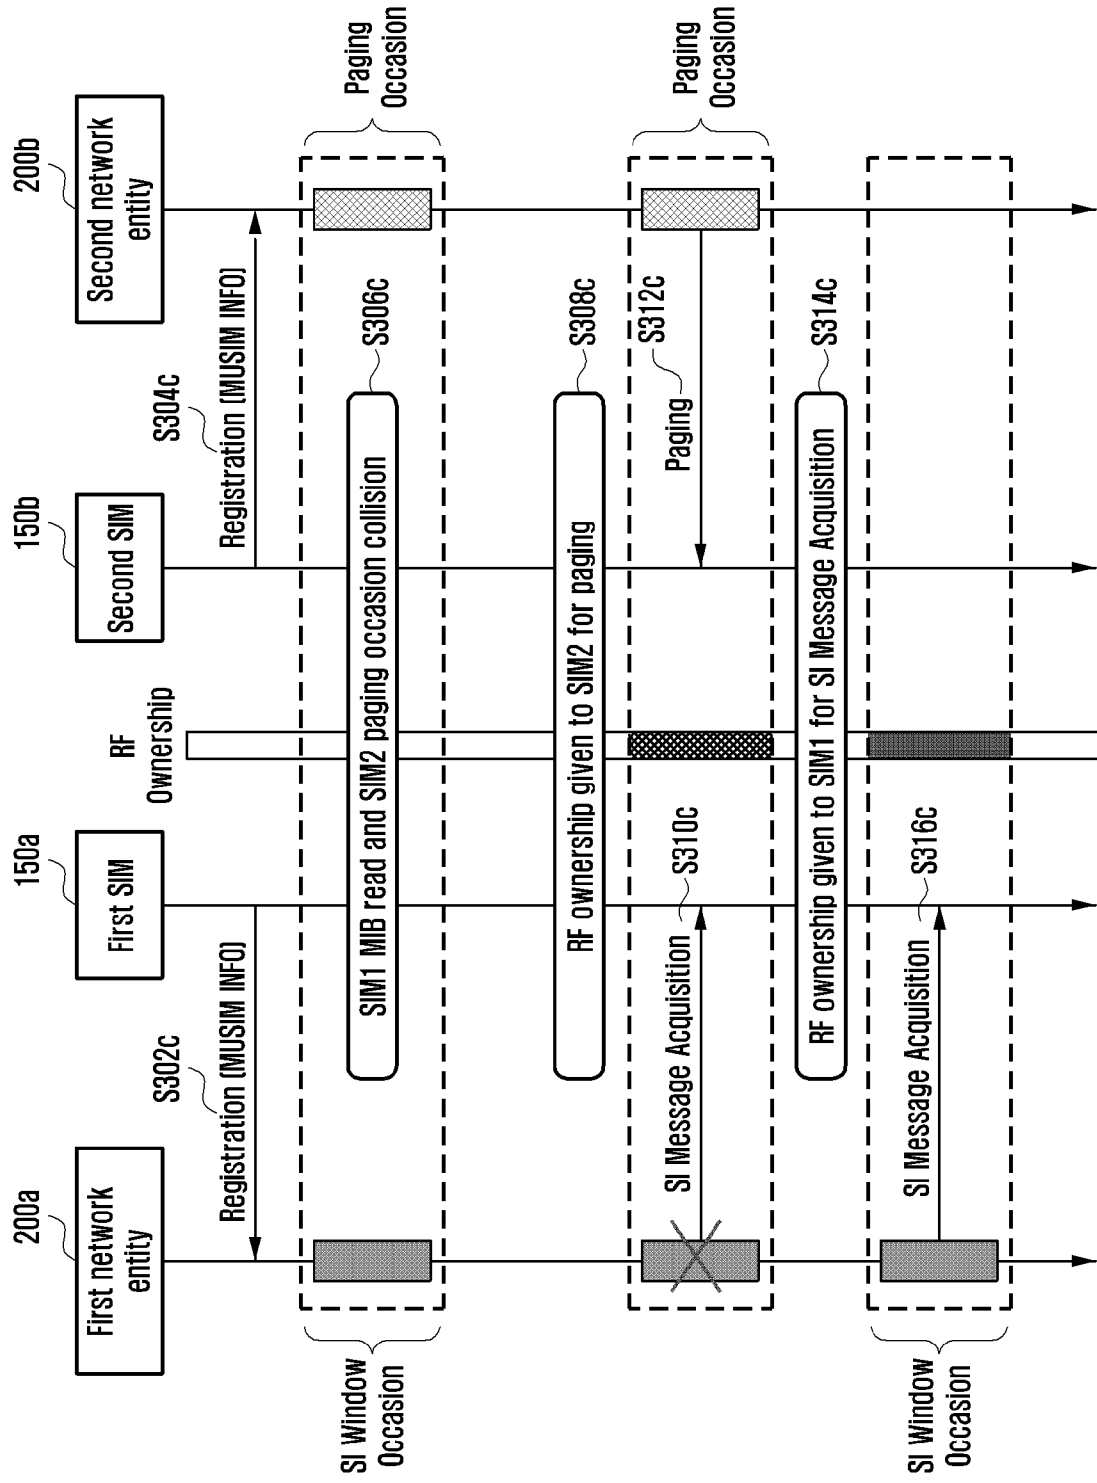 200a
150a
150b
200b
First network
entity
First SIM
RF
Ownership
Second SIM
Second network
entity
S302c
Registration (MUSIM INFO)
S304c
Registration (MUSIM INFO)
SI Window
Occasion
Paging
Occasion
SIM1 MIB read and SIM2 paging occasion collision
S306c
RF ownership given to SIM2 for paging
S308c
SI Message Acquisition
S310c
Paging
S312c
Paging
Occasion
RF ownership given to SIM1 for SI Message Acquisition
S314c
SI Window
Occasion
SI Message Acquisition
S316c